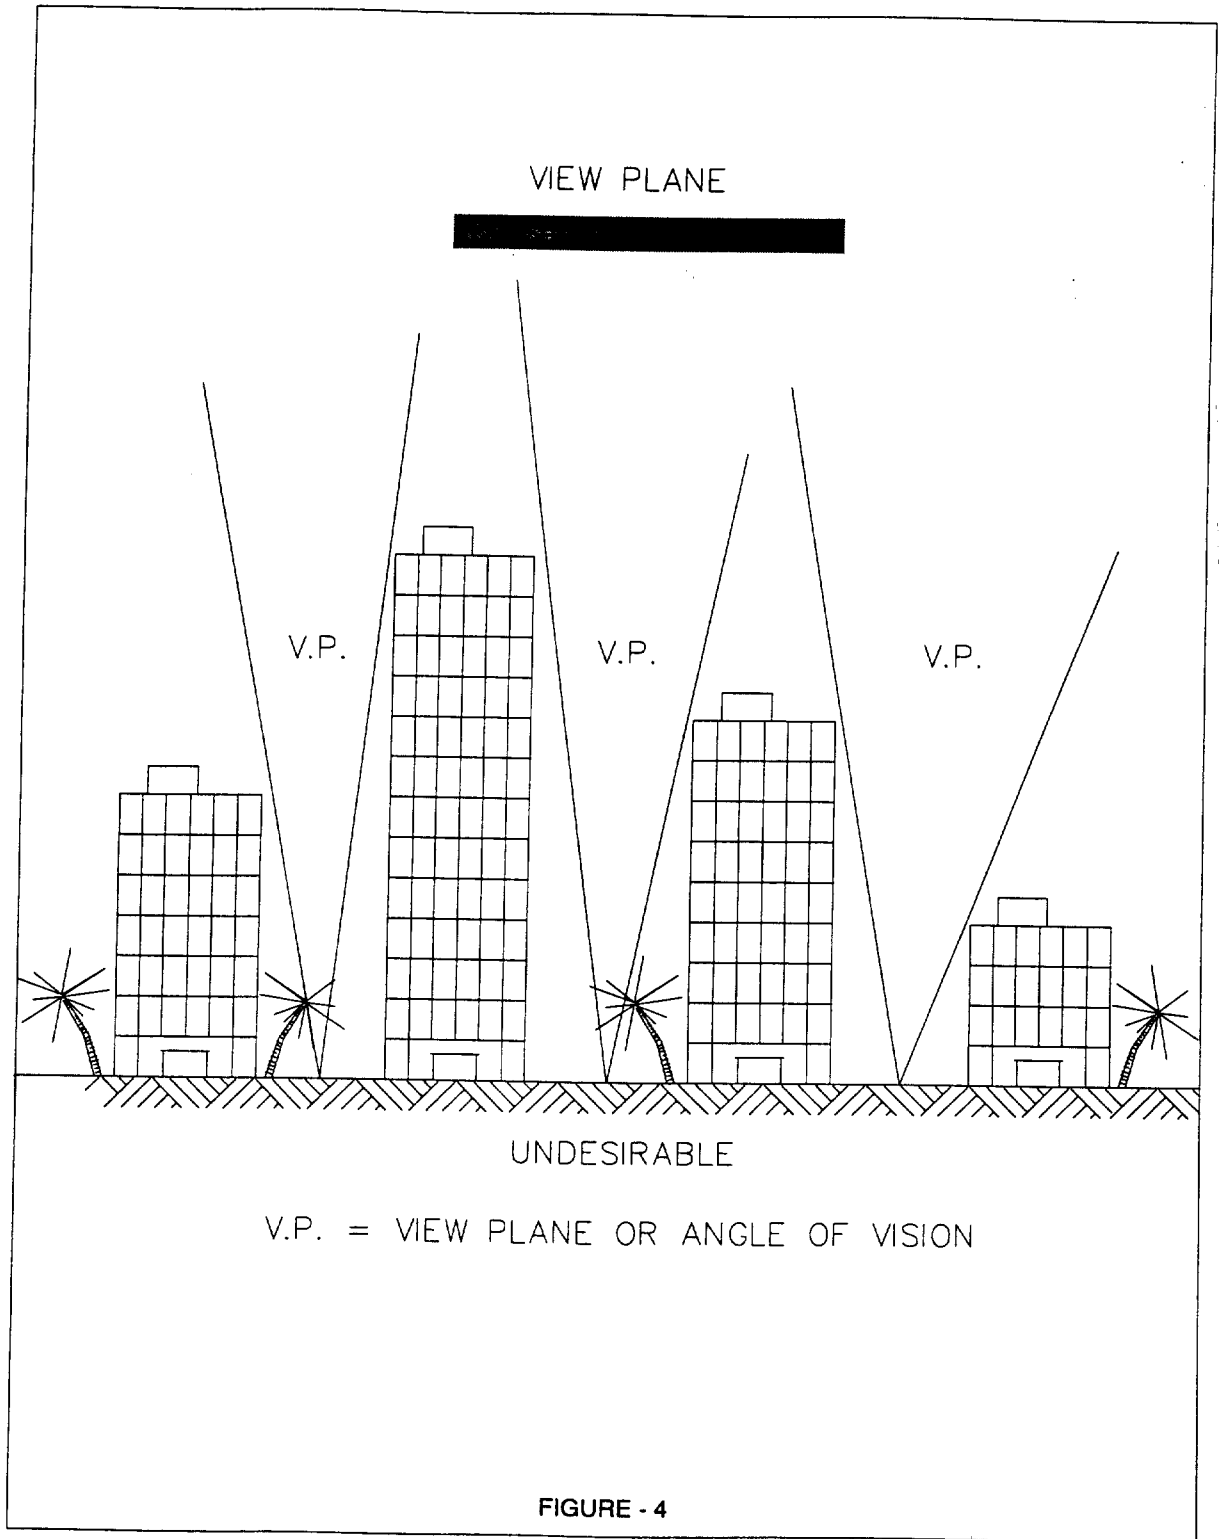 VIEW PLANE
V.P.
V.P.
V.P.
UNDESIRABLE
V.P. = VIEW PLANE OR ANGLE OF VISION
FIGURE - 4